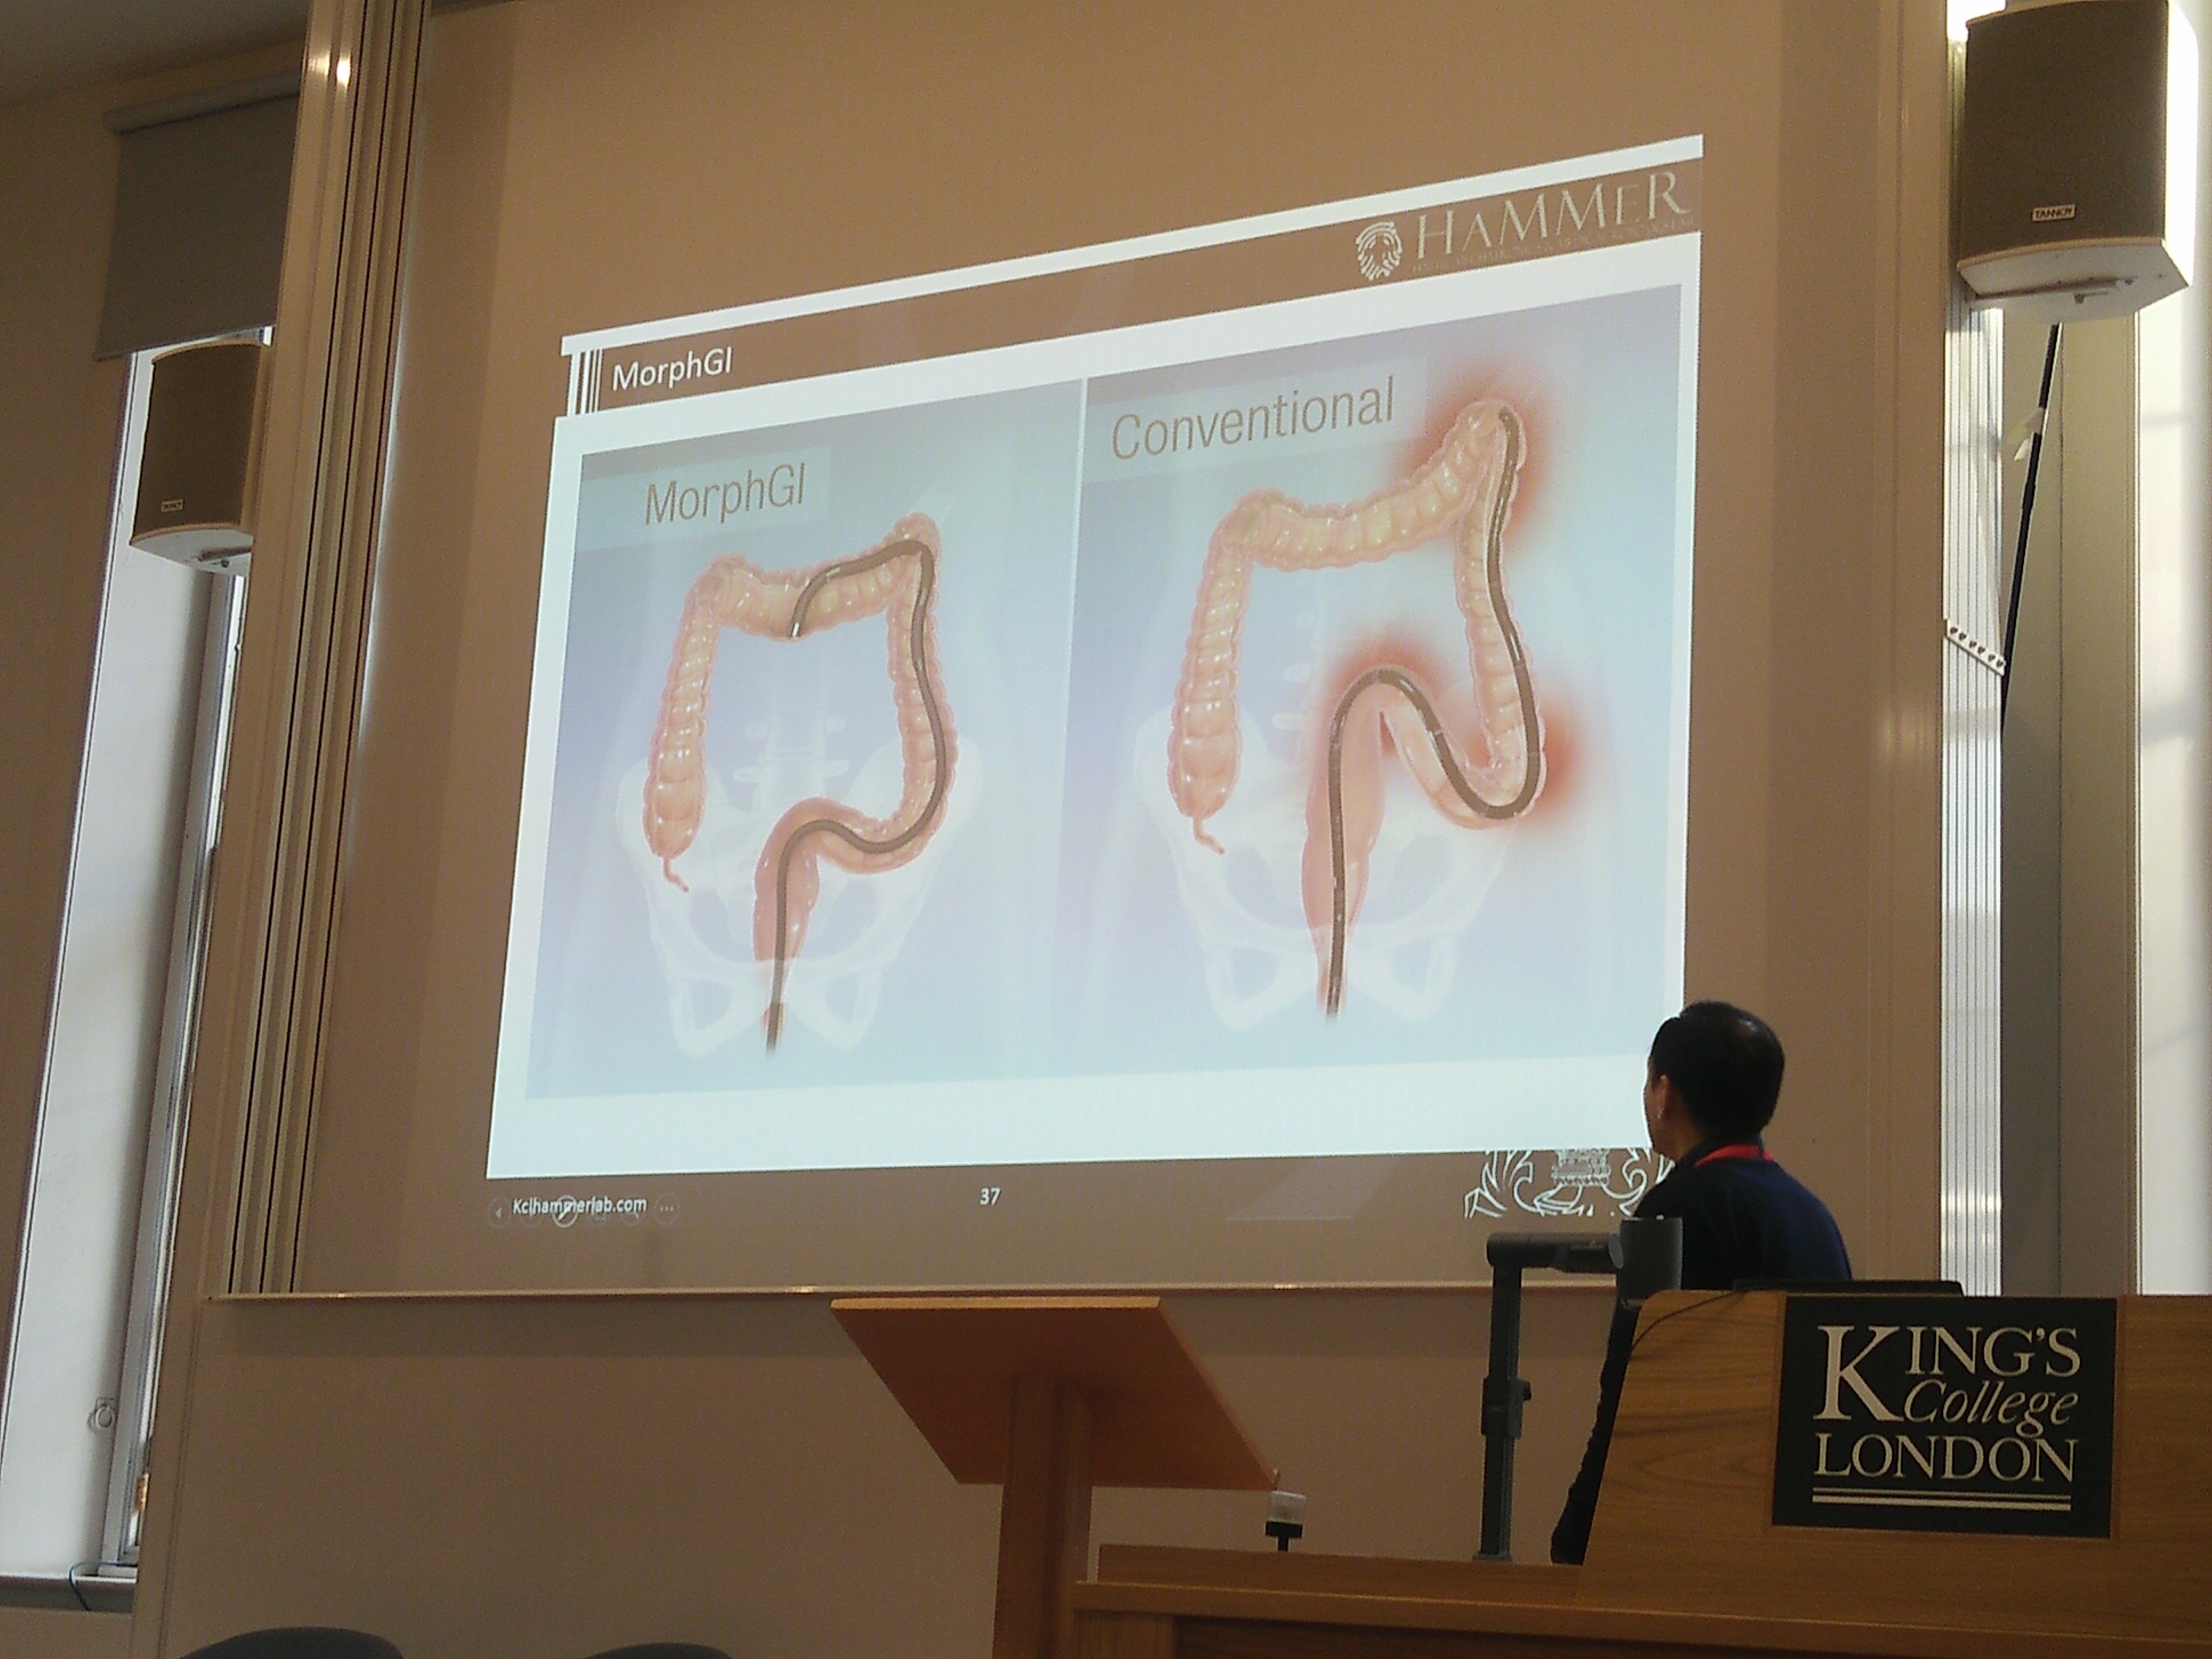 HAMMER
MorphGI
MorphGI
Conventional
Kclhammerlab.com
37
TANNOY
KING'S
College
LONDON